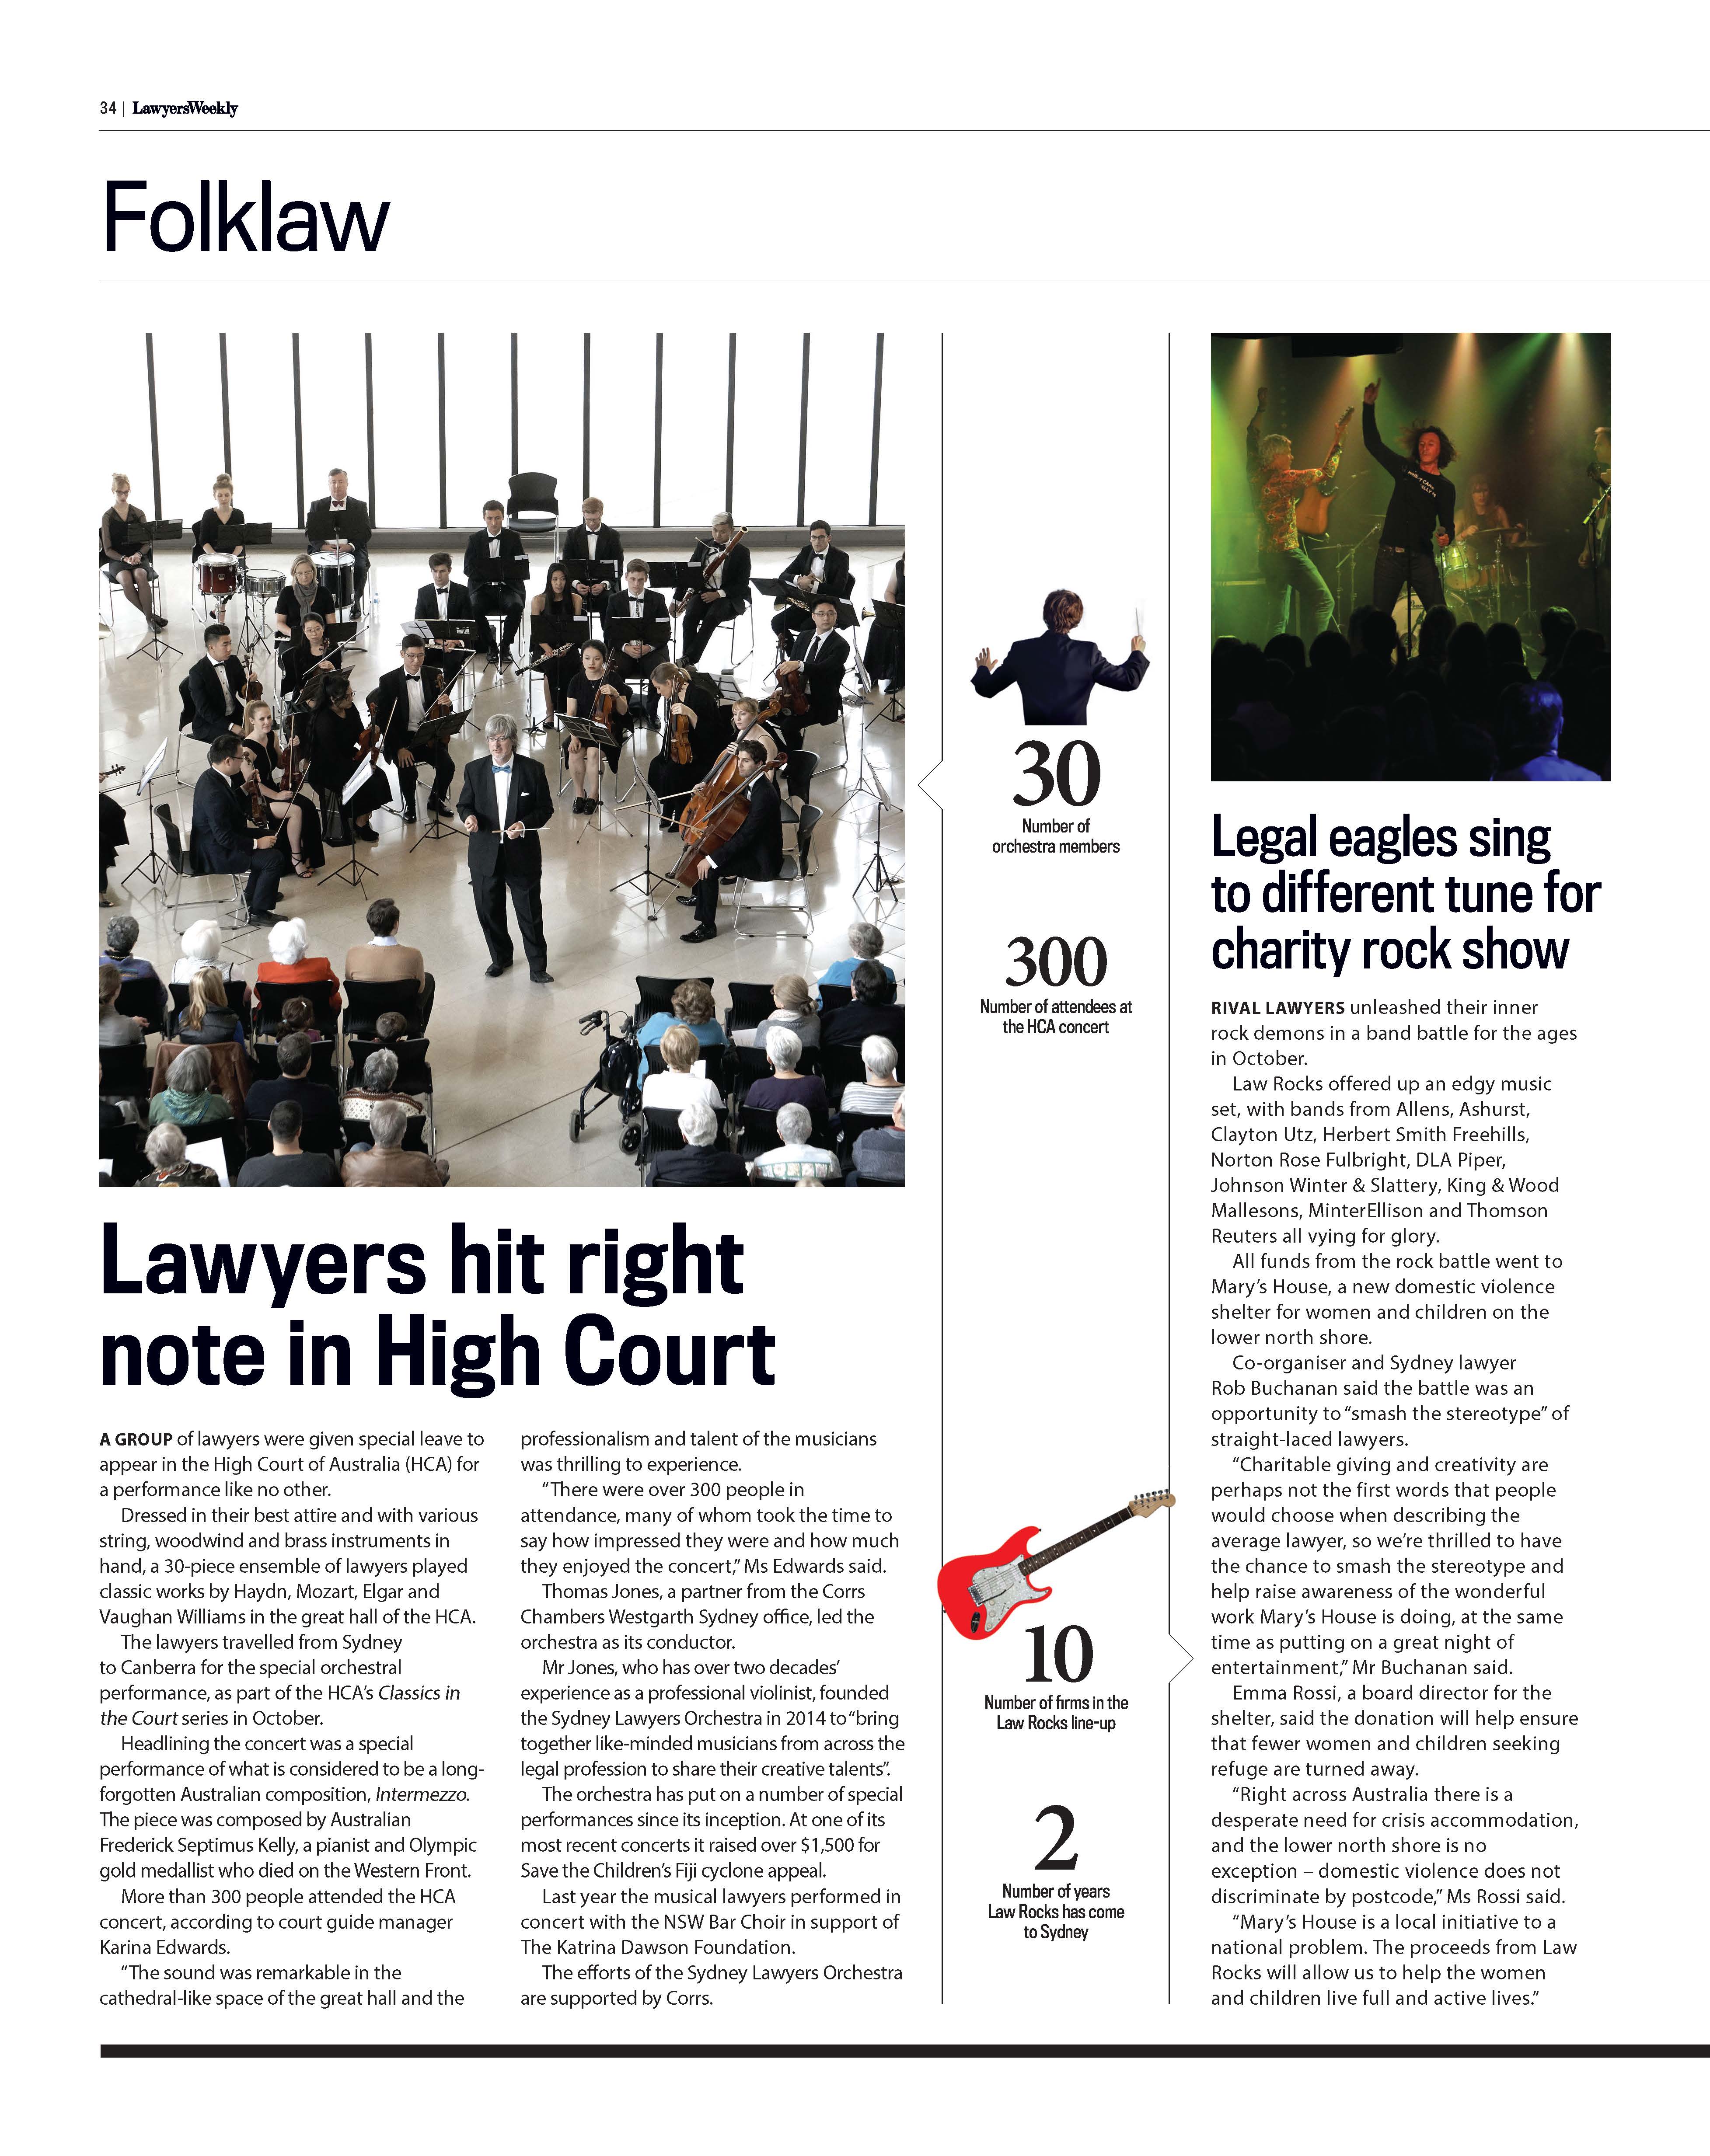 34 | LawyersWeekly
Folklaw
Lawyers hit right
note in High Court
A GROUP of lawyers were given special leave to
appear in the High Court of Australia (HCA) for
a performance like no other.
Dressed in their best attire and with various
string, woodwind and brass instruments in
hand, a 30-piece ensemble of lawyers played
classic works by Haydn, Mozart, Elgar and
Vaughan Williams in the great hall of the HCA.
The lawyers travelled from Sydney
to Canberra for the special orchestral
performance, as part of the HCA’s Classics in
the Court series in October.
Headlining the concert was a special
performance of what is considered to be a long-
forgotten Australian composition, Intermezzo.
The piece was composed by Australian
Frederick Septimus Kelly, a pianist and Olympic
gold medallist who died on the Western Front.
More than 300 people attended the HCA
concert, according to court guide manager
Karina Edwards.
“The sound was remarkable in the
cathedral-like space of the great hall and the
professionalism and talent of the musicians
was thrilling to experience.
“There were over 300 people in
attendance, many of whom took the time to
say how impressed they were and how much
they enjoyed the concert,” Ms Edwards said.
Thomas Jones, a partner from the Corrs
Chambers Westgarth Sydney office, led the
orchestra as its conductor.
Mr Jones, who has over two decades’
experience as a professional violinist, founded
the Sydney Lawyers Orchestra in 2014 to “bring
together like-minded musicians from across the
legal profession to share their creative talents”.
The orchestra has put on a number of special
performances since its inception. At one of its
most recent concerts it raised over $1,500 for
Save the Children’s Fiji cyclone appeal.
Last year the musical lawyers performed in
concert with the NSW Bar Choir in support of
The Katrina Dawson Foundation.
The efforts of the Sydney Lawyers Orchestra
are supported by Corrs.
30
Number of
orchestra members
300
Number of attendees at
the HCA concert
10
Number of firms in the
Law Rocks line-up
2
Number of years
Law Rocks has come
to Sydney
Legal eagles sing
to different tune for
charity rock show
RIVAL LAWYERS unleashed their inner
rock demons in a band battle for the ages
in October.
Law Rocks offered up an edgy music
set, with bands from Allens, Ashurst,
Clayton Utz, Herbert Smith Freehills,
Norton Rose Fulbright, DLA Piper,
Johnson Winter & Slattery, King & Wood
Mallesons, MinterEllison and Thomson
Reuters all vying for glory.
All funds from the rock battle went to
Mary’s House, a new domestic violence
shelter for women and children on the
lower north shore.
Co-organiser and Sydney lawyer
Rob Buchanan said the battle was an
opportunity to “smash the stereotype” of
straight-laced lawyers.
“Charitable giving and creativity are
perhaps not the first words that people
would choose when describing the
average lawyer, so we’re thrilled to have
the chance to smash the stereotype and
help raise awareness of the wonderful
work Mary’s House is doing, at the same
time as putting on a great night of
entertainment,” Mr Buchanan said.
Emma Rossi, a board director for the
shelter, said the donation will help ensure
that fewer women and children seeking
refuge are turned away.
“Right across Australia there is a
desperate need for crisis accommodation,
and the lower north shore is no
exception – domestic violence does not
discriminate by postcode,” Ms Rossi said.
“Mary’s House is a local initiative to a
national problem. The proceeds from Law
Rocks will allow us to help the women
and children live full and active lives.”